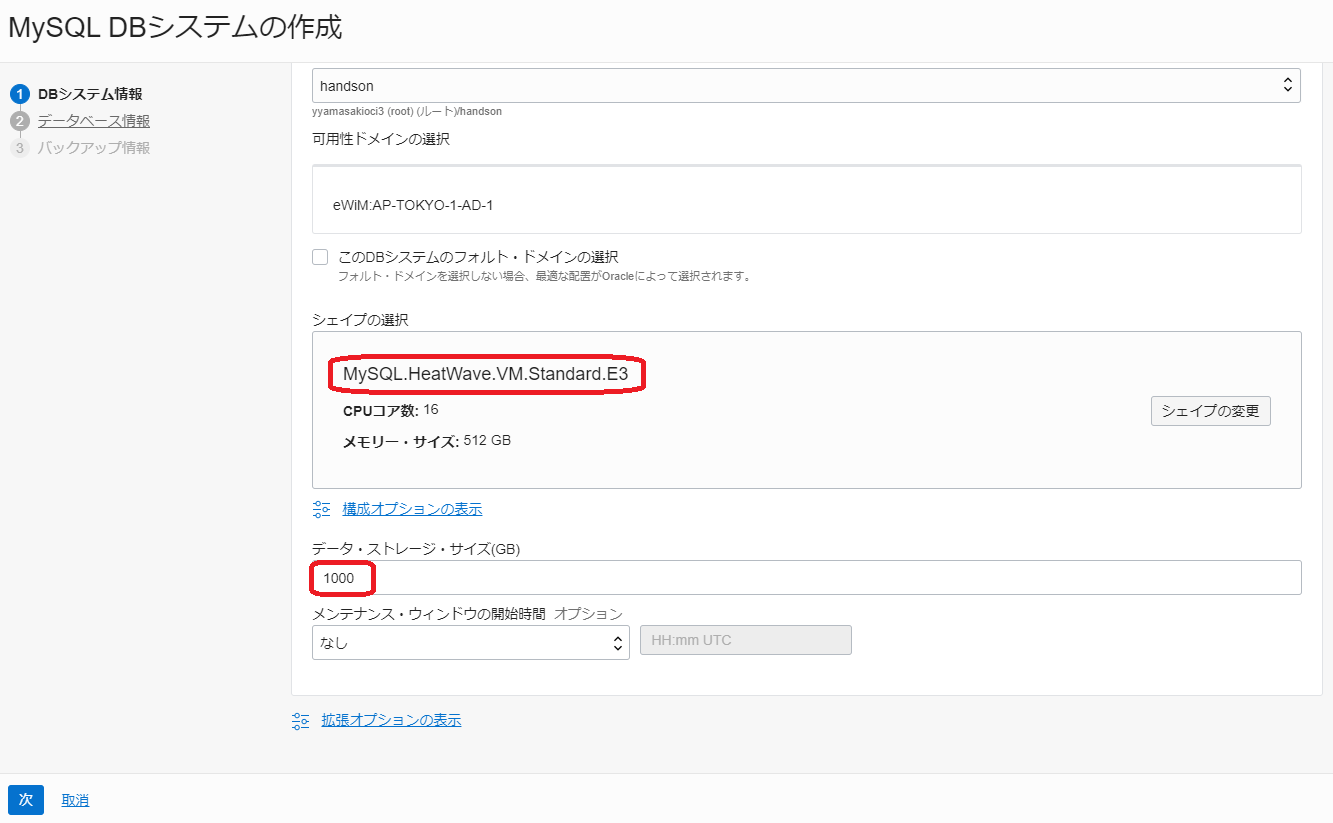 MySQL DBシステムの作成
1 DBシステム情報
2 データベース情報
3 バックアップ情報
handson
yyamasakioci3 (root) (ルート)/handson
可用性ドメインの選択
eWiM:AP-TOKYO-1-AD-1
このDBシステムのフォルト・ドメインの選択
フォルト・ドメインを選択しない場合、最適な配置がOracleによって選択されます。
シェイプの選択
MySQL.HeatWave.VM.Standard.E3
CPUコア数: 16
メモリー・サイズ: 512 GB
シェイプの変更
構成オプションの表示
データ・ストレージ・サイズ(GB)
1000
メンテナンス・ウィンドウの開始時間 オプション
なし HH:mm UTC
拡張オプションの表示
次 取消